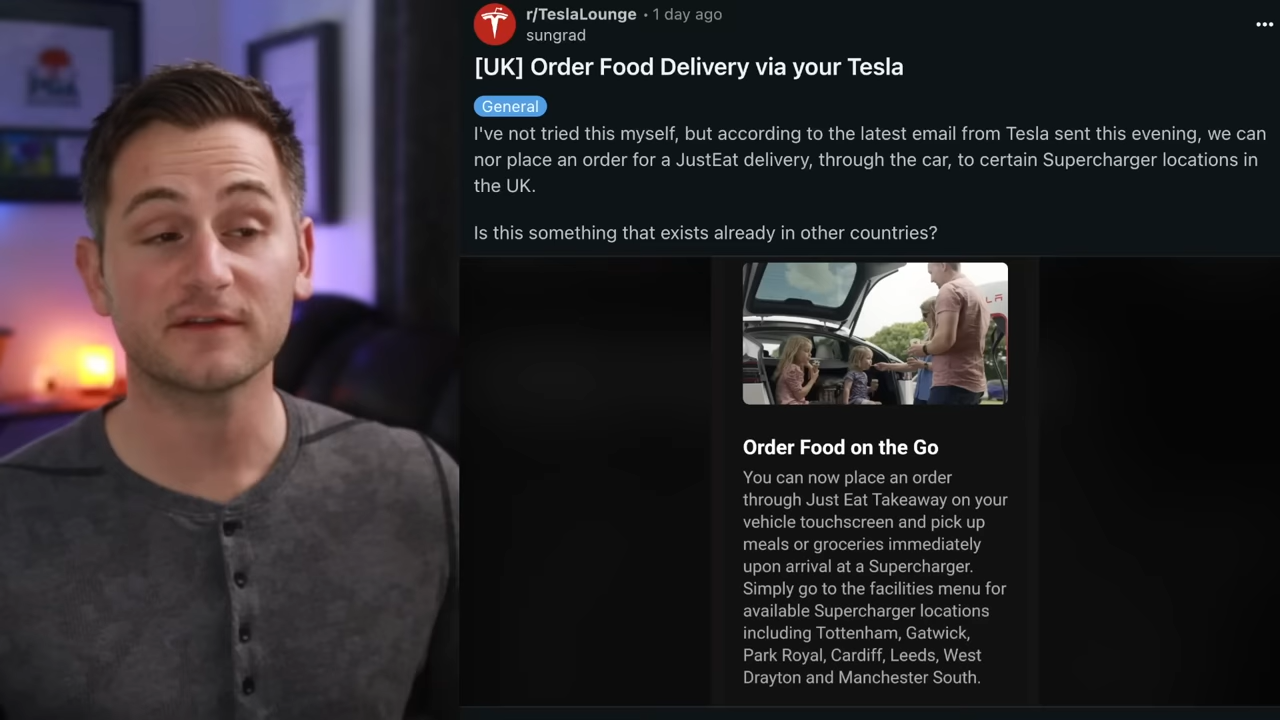 r/TeslaLounge • 1 day ago
sungrad
[UK] Order Food Delivery via your Tesla
General
I've not tried this myself, but according to the latest email from Tesla sent this evening, we can
nor place an order for a JustEat delivery, through the car, to certain Supercharger locations in
the UK.
Is this something that exists already in other countries?
Order Food on the Go
You can now place an order
through Just Eat Takeaway on your
vehicle touchscreen and pick up
meals or groceries immediately
upon arrival at a Supercharger.
Simply go to the facilities menu for
available Supercharger locations
including Tottenham, Gatwick,
Park Royal, Cardiff, Leeds, West
Drayton and Manchester South.